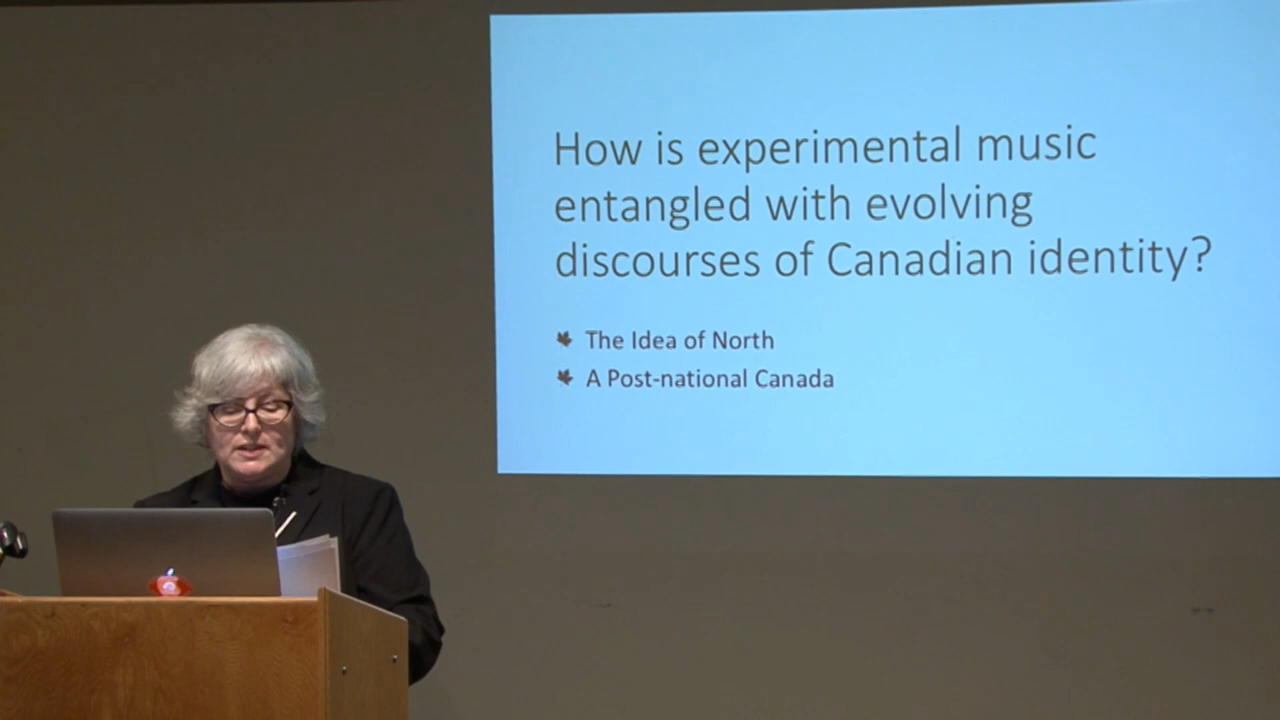 How is experimental music
entangled with evolving
discourses of Canadian identity?
The Idea of North
A Post-national Canada